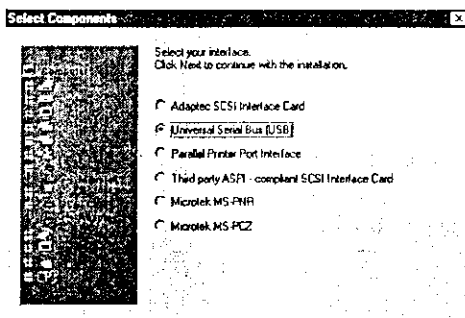 Select Components
Select your interface.
Click Next to continue with the installation.
Adaptec SCSI Interface Card
Universal Serial Bus (USB)
Parallel Printer Port Interface
Third party ASPI - compliant SCSI Interface Card
Microtek MS-PNR
Microtek MS-PCZ